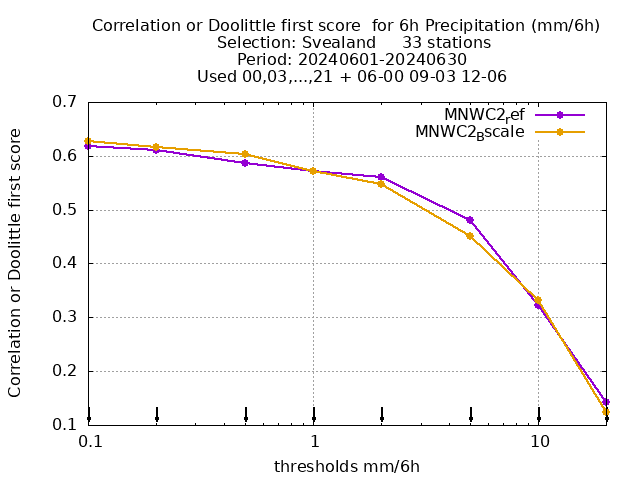 Correlation or Doolittle first score  for 6h Precipitation (mm/6h)
Selection: Svealand     33 stations
Period: 20240601-20240630
Used 00,03,...,21 + 06-00 09-03 12-06
MNWC2ref
MNWC2Bscale
0.7
0.6
0.5
0.4
0.3
0.2
0.1
Correlation or Doolittle first score
0.1
1
10
thresholds mm/6h